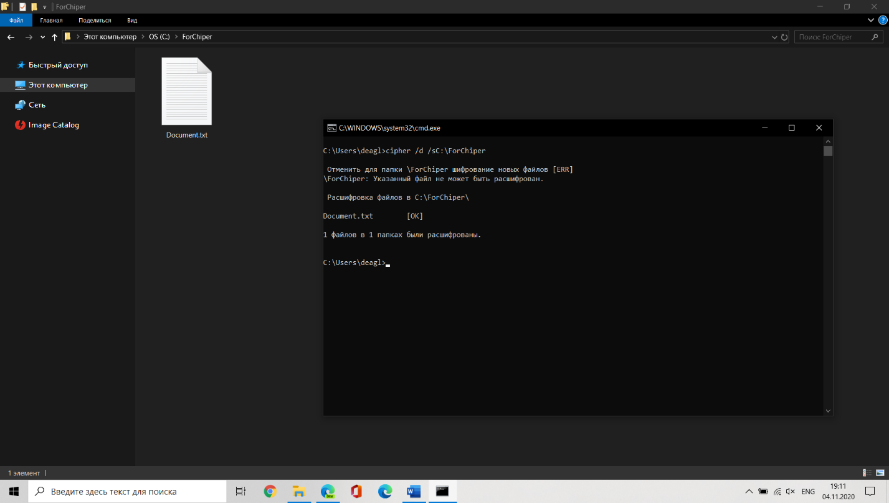 ForChiper
Файл Главная Поделиться Вид
Этот компьютер > OS (C:) > ForChiper
Поиск ForChiper
Быстрый доступ
Этот компьютер
Сеть
Image Catalog
Document.txt
C:\WINDOWS\system32\cmd.exe
C:\Users\deagl>cipher /d /sC:\ForChiper
Отменить для папки \ForChiper шифрование новых файлов [ERR]
\ForChiper: Указанный файл не может быть расшифрован.
Расшифровка файлов в C:\ForChiper\
Document.txt [OK]
1 файлов в 1 папках были расшифрованы.
C:\Users\deagl>
1 элемент
Введите здесь текст для поиска
ENG
19:11
04.11.2020